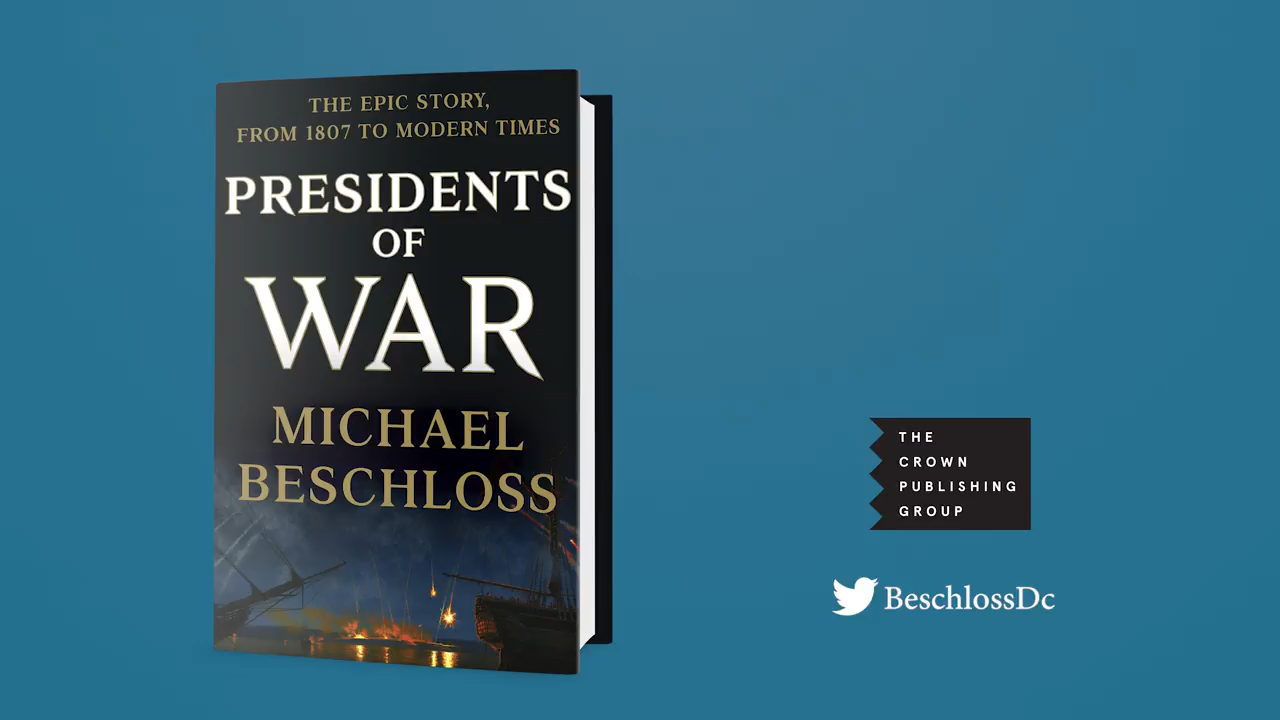 THE EPIC STORY,
FROM 1807 TO MODERN TIMES
PRESIDENTS
OF
WAR
MICHAEL
BESCHLOSS
THE
CROWN
PUBLISHING
GROUP
BeschlossDc